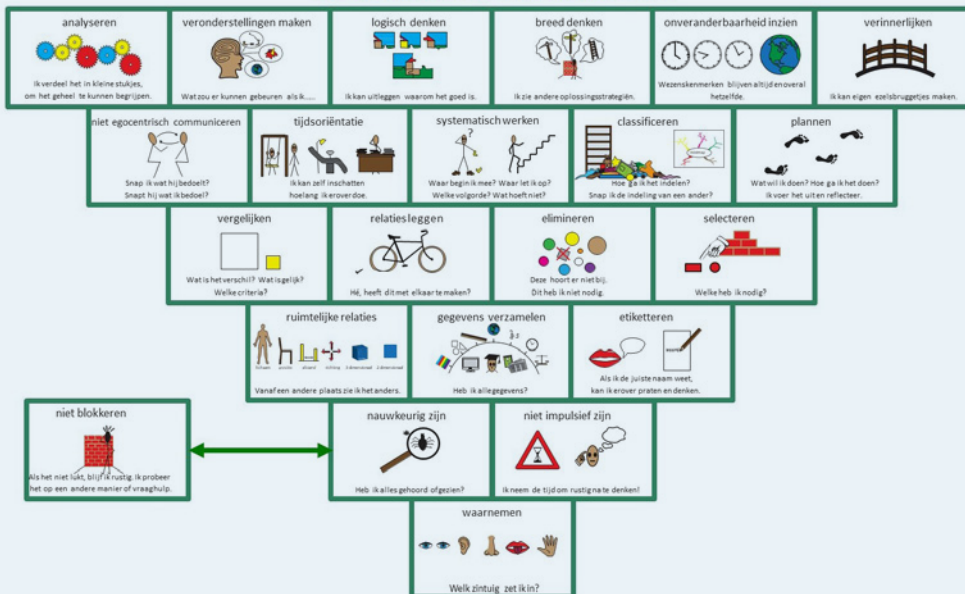 analyseren
Ik verdeel het in kleine stukjes,
om het geheel te kunnen begrijpen.
veronderstellingen maken
Wat zou er kunnen gebeuren als ik.....
logisch denken
Ik kan uitleggen waarom het goed is.
breed denken
Ik zie andere oplossingsstrategiën.
onveranderbaarheid inzien
Wezenskenmerken blijven altijd en overal
hetzelfde.
verinnerlijken
Ik kan eigen ezelsbruggetjes maken.
niet egocentrisch communiceren
Snap ik wat hij bedoelt?
Snapt hij wat ik bedoel?
tijdsoriëntatie
Ik kan zelf inschatten
hoelang ik erover doe.
systematisch werken
Waar begin ik mee? Waar let ik op?
Welke volgorde? Wat hoeft niet?
classificeren
Hoe ga ik het indelen?
Snap ik de indeling van een ander?
plannen
Wat wil ik doen? Hoe ga ik het doen?
Ik voer het uit en reflecteer.
vergelijken
Wat is het verschil? Wat is gelijk?
Welke criteria?
relaties leggen
Hé, heeft dit met elkaar te maken?
elimineren
Deze hoort er niet bij.
Dit heb ik niet nodig.
selecteren
Welke heb ik nodig?
ruimtelijke relaties
lichaam positie afstand richting 3 dimensionaal 2 dimensionaal
Vanaf een andere plaats zie ik het anders.
gegevens verzamelen
Heb ik alle gegevens?
etiketteren
Als ik de juiste naam weet,
kan ik erover praten en denken.
niet blokkeren
Als het niet lukt, blijf ik rustig. Ik probeer
het op een andere manier of vraag hulp.
nauwkeurig zijn
Heb ik alles gehoord of gezien?
niet impulsief zijn
Ik neem de tijd om rustig na te denken!
waarnemen
Welk zintuig zet ik in?